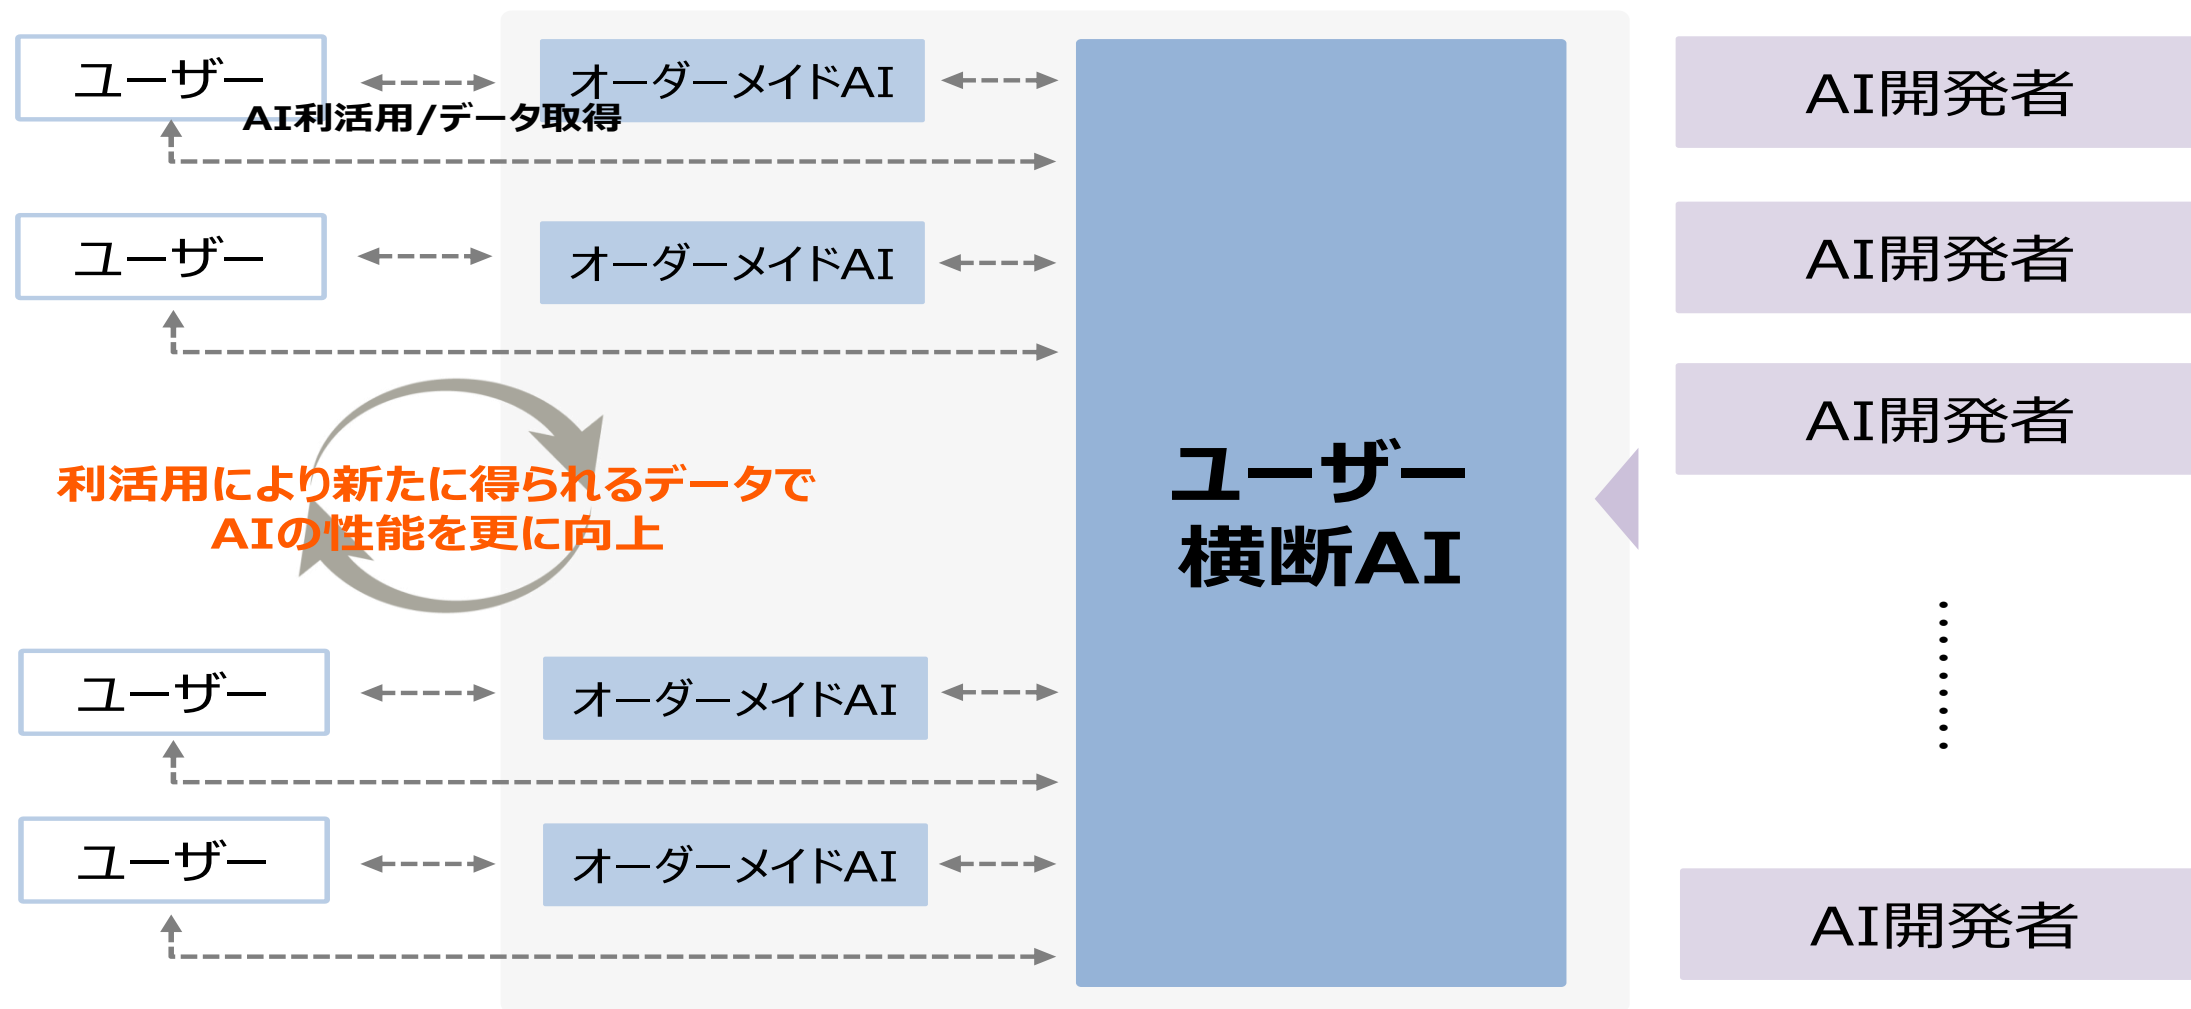 ユーザー
オーダーメイドAI
AI開発者
AI利活用/データ取得
ユーザー
オーダーメイドAI
AI開発者
AI開発者
利活用により新たに得られるデータで
AIの性能を更に向上
ユーザー
横断AI
ユーザー
オーダーメイドAI
ユーザー
オーダーメイドAI
AI開発者